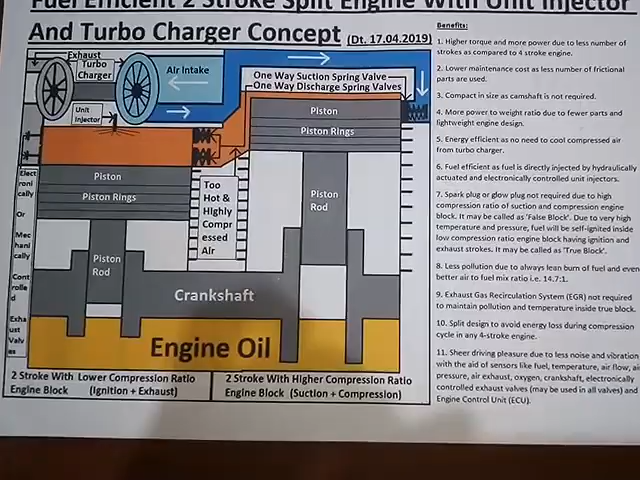 Fuel Efficient 2 Stroke Split Engine With Unit Injector
And Turbo Charger Concept (Dt. 17.04.2019)
Exhaust
Turbo
Charger
Air Intake
Unit
Injector
One Way Suction Spring Valve
One Way Discharge Spring Valves
Piston
Piston Rings
Piston
Piston Rings
Piston
Rod
Piston
Rod
Elect
roni
cally
Or
Mec
hani
cally
Cont
rolle
d
Exha
ust
Valv
es
Too
Hot &
Highly
Compr
essed
Air
Crankshaft
Engine Oil
2 Stroke With Lower Compression Ratio
Engine Block (Ignition + Exhaust)
2 Stroke With Higher Compression Ratio
Engine Block (Suction + Compression)
Benefits:
1. Higher torque and more power due to less number of
strokes as compared to 4 stroke engine.
2. Lower maintenance cost as less number of frictional
parts are used.
3. Compact in size as camshaft is not required.
4. More power to weight ratio due to fewer parts and
lightweight engine design.
5. Energy efficient as no need to cool compressed air
from turbo charger.
6. Fuel efficient as fuel is directly injected by hydraulically
actuated and electronically controlled unit injectors.
7. Spark plug or glow plug not required due to high
compression ratio of suction and compression engine
block. It may be called as 'False Block'. Due to very high
temperature and pressure, fuel will be self-ignited inside
low compression ratio engine block having ignition and
exhaust strokes. It may be called 'True Block'.
8. Less pollution due to always lean burn of fuel and even
better air to fuel mixture ratio i.e. 14.7:1.
9. Exhaust Gas Recirculation System (EGR) not required
to maintain pollution and temperature inside true block.
10. Split design to avoid energy loss during compression
cycle in any 4-stroke engine.
11. Sheer driving pleasure due to less noise and vibration
with the aid of sensors like fuel, temperature, air flow, air
pressure, air exhaust, oxygen, crankshaft, electronically
controlled exhaust valves (may be used in all valves) and
Engine Control Unit (ECU).